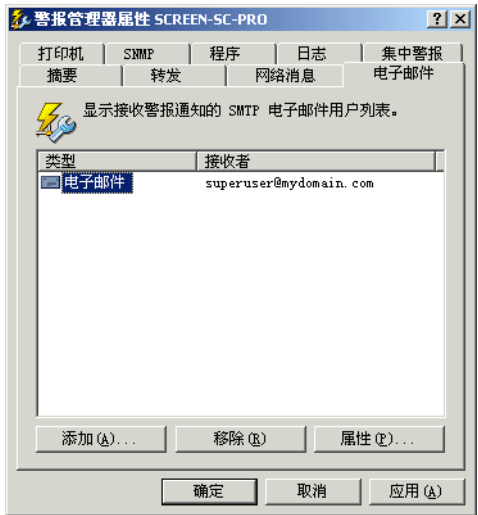 警报管理器属性 SCREEN-SC-PRO
打印机 SNMP 程序 日志 集中警报
摘要 转发 网络消息 电子邮件
显示接收警报通知的 SMTP 电子邮件用户列表。
类型 接收者
电子邮件 superuser@mydomain.com
添加(A)... 移除(R) 属性(P)...
确定 取消 应用(A)